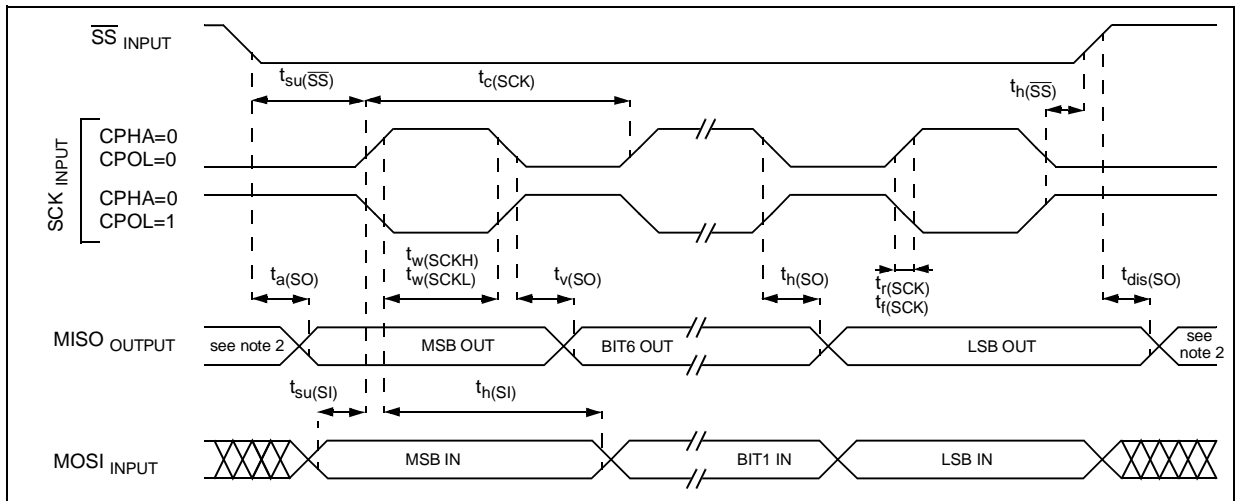 SS INPUT
tsu(SS)
tc(SCK)
th(SS)
SCK INPUT
CPHA=0
CPOL=0
CPHA=0
CPOL=1
ta(SO)
tw(SCKH)
tw(SCKL)
tv(SO)
th(SO)
tr(SCK)
tf(SCK)
tdis(SO)
MISO OUTPUT
see note 2
MSB OUT
BIT6 OUT
LSB OUT
see
note 2
tsu(SI)
th(SI)
MOSI INPUT
MSB IN
BIT1 IN
LSB IN